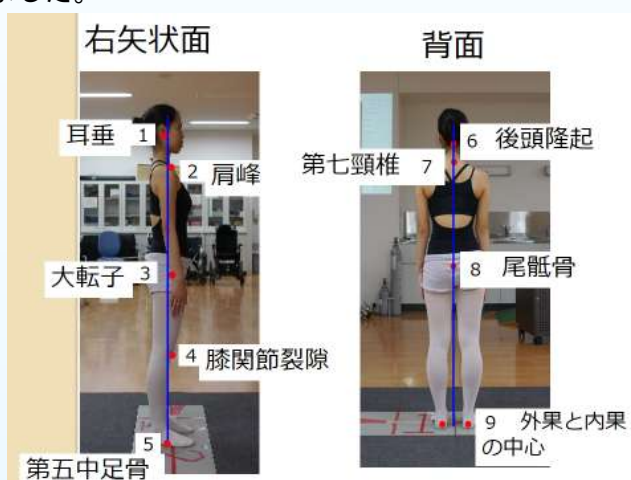 した。
右矢状面
背面
耳垂 1
2 肩峰
大転子 3
4 膝関節裂隙
5
第五中足骨
6 後頭隆起
第七頸椎 7
8 尾骶骨
9 外果と内果
の中心